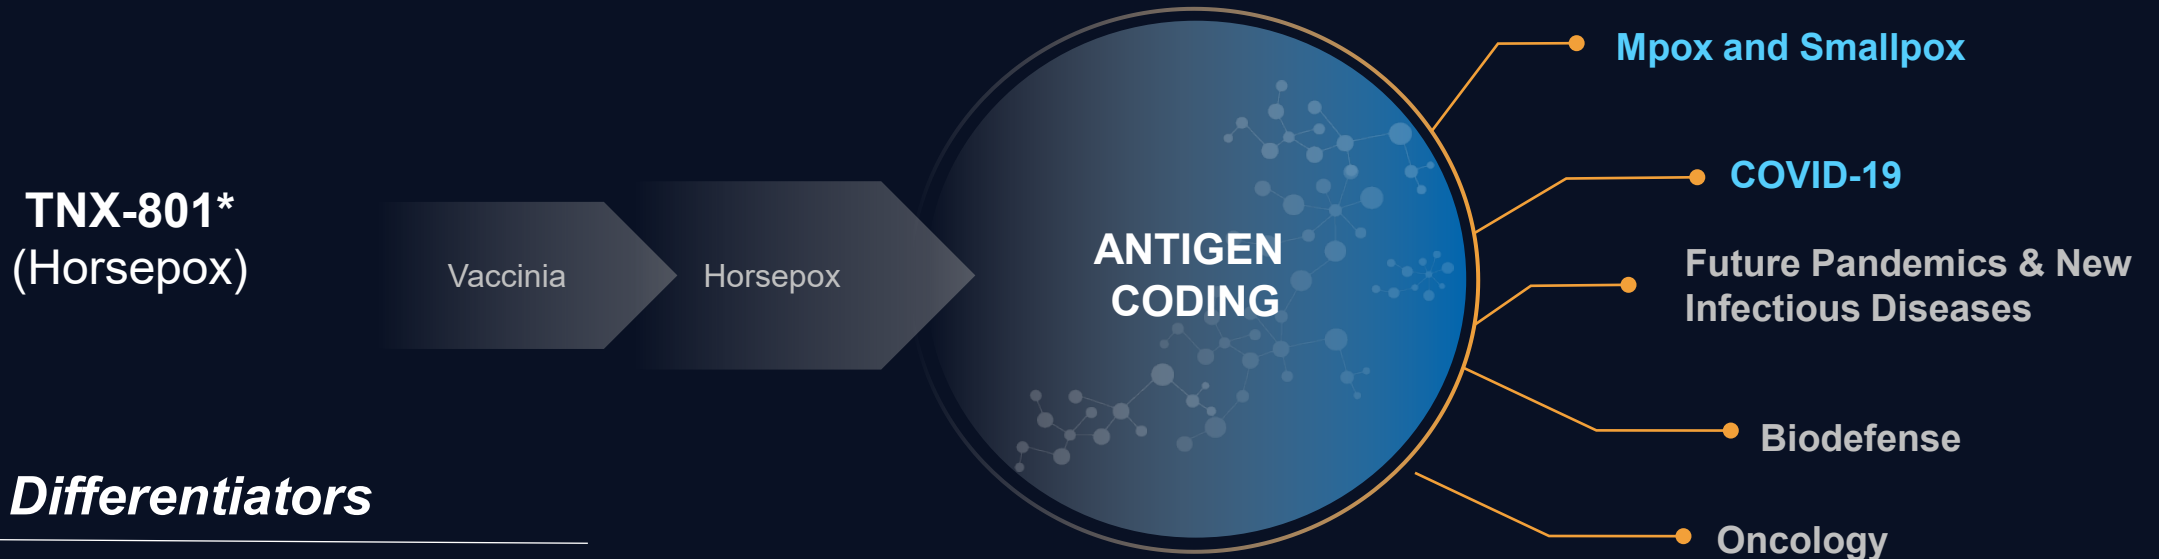 TNX-801*
(Horsepox)
Vaccinia
Horsepox
ANTIGEN
CODING
Mpox and Smallpox
COVID-19
Future Pandemics & New
Infectious Diseases
Biodefense
Oncology
Differentiators